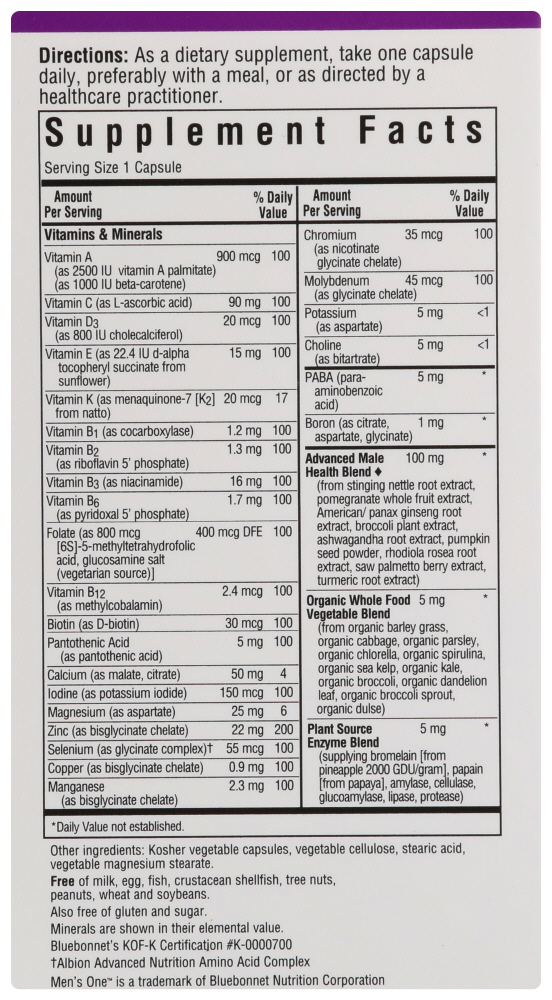 Directions: As a dietary supplement, take one capsule
daily, preferably with a meal, or as directed by a
healthcare practitioner.
Supplement Facts
Serving Size 1 Capsule
Amount Per Serving % Daily Value
Vitamins & Minerals
Vitamin A 900 mcg 100
(as 2500 IU vitamin A palmitate)
(as 1000 IU beta-carotene)
Vitamin C (as L-ascorbic acid) 90 mg 100
Vitamin D3 20 mcg 100
(as 800 IU cholecalciferol)
Vitamin E (as 22.4 IU d-alpha 15 mg 100
tocopheryl succinate from
sunflower)
Vitamin K (as menaquinone-7 [K2] 20 mcg 17
from natto)
Vitamin B1 (as cocarboxylase) 1.2 mg 100
Vitamin B2 1.3 mg 100
(as riboflavin 5' phosphate)
Vitamin B3 (as niacinamide) 16 mg 100
Vitamin B6 1.7 mg 100
(as pyridoxal 5' phosphate)
Folate (as 800 mcg 400 mcg DFE 100
[6S]-5-methyltetrahydrofolic
acid, glucosamine salt
(vegetarian source)]
Vitamin B12 2.4 mcg 100
(as methylcobalamin)
Biotin (as D-biotin) 30 mcg 100
Pantothenic Acid 5 mg 100
(as pantothenic acid)
Calcium (as malate, citrate) 50 mg 4
Iodine (as potassium iodide) 150 mcg 100
Magnesium (as aspartate) 25 mg 6
Zinc (as bisglycinate chelate) 22 mg 200
Selenium (as glycinate complex)† 55 mcg 100
Copper (as bisglycinate chelate) 0.9 mg 100
Manganese 2.3 mg 100
(as bisglycinate chelate)
Amount Per Serving % Daily Value
Chromium 35 mcg 100
(as nicotinate
glycinate chelate)
Molybdenum 45 mcg 100
(as glycinate chelate)
Potassium 5 mg <1
(as aspartate)
Choline 5 mg <1
(as bitartrate)
PABA (para- 5 mg *
aminobenzoic
acid)
Boron (as citrate, 1 mg *
aspartate, glycinate)
Advanced Male 100 mg *
Health Blend ♦
(from stinging nettle root extract,
pomegranate whole fruit extract,
American/ panax ginseng root
extract, broccoli plant extract,
ashwagandha root extract, pumpkin
seed powder, rhodiola rosea root
extract, saw palmetto berry extract,
turmeric root extract)
Organic Whole Food 5 mg *
Vegetable Blend
(from organic barley grass,
organic cabbage, organic parsley,
organic chlorella, organic spirulina,
organic sea kelp, organic kale,
organic broccoli, organic dandelion
leaf, organic broccoli sprout,
organic dulse)
Plant Source 5 mg *
Enzyme Blend
(supplying bromelain [from
pineapple 2000 GDU/gram], papain
[from papaya], amylase, cellulase,
glucoamylase, lipase, protease)
*Daily Value not established.
Other ingredients: Kosher vegetable capsules, vegetable cellulose, stearic acid,
vegetable magnesium stearate.
Free of milk, egg, fish, crustacean shellfish, tree nuts,
peanuts, wheat and soybeans.
Also free of gluten and sugar.
Minerals are shown in their elemental value.
Bluebonnet's KOF-K Certification #K-0000700
†Albion Advanced Nutrition Amino Acid Complex
Men's One™ is a trademark of Bluebonnet Nutrition Corporation